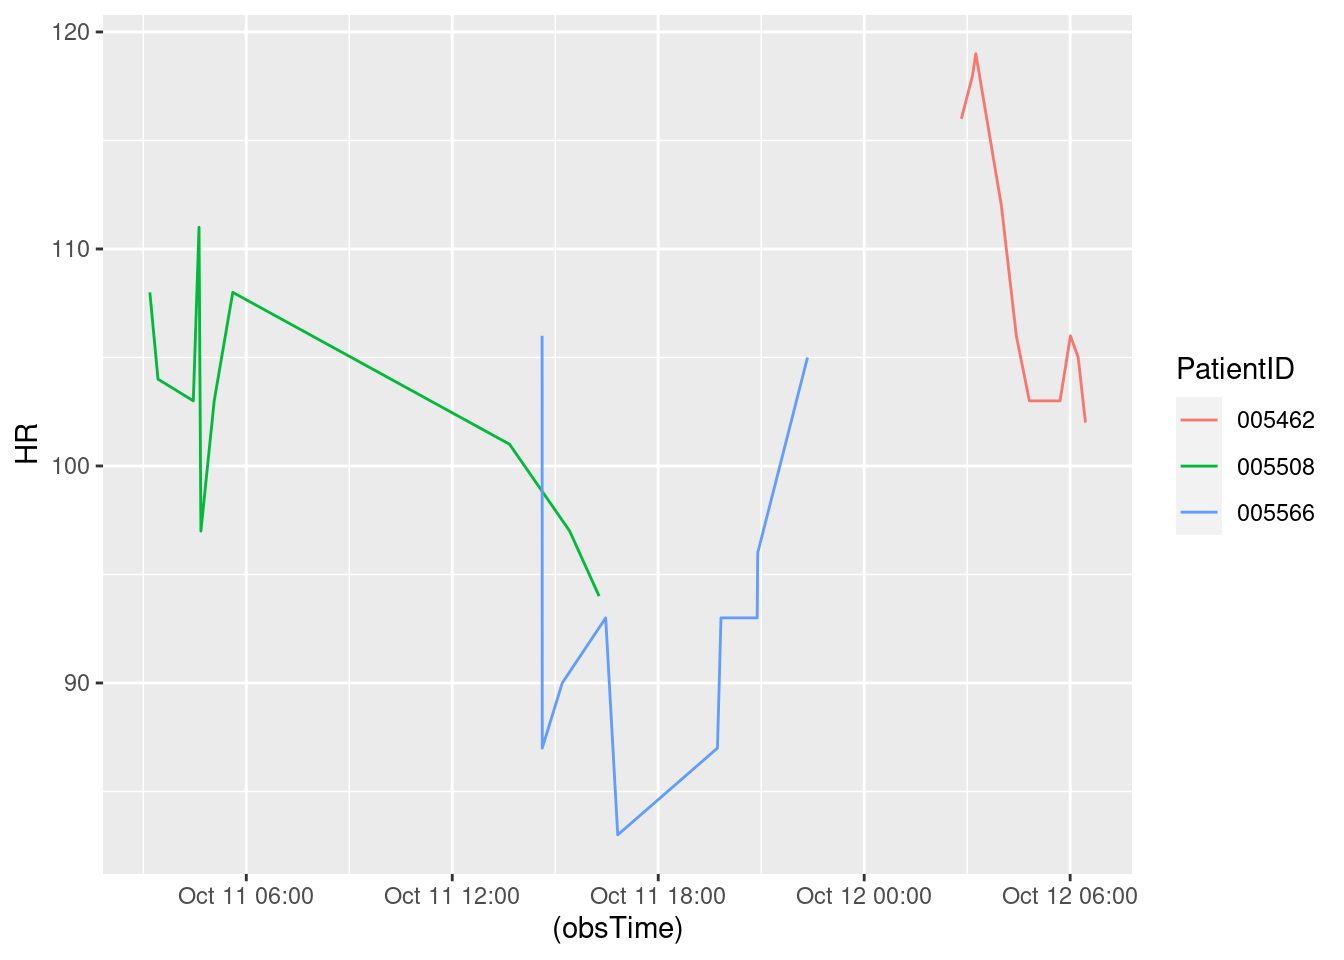 120
110
100
90
HR
Oct 11 06:00
Oct 11 12:00
Oct 11 18:00
Oct 12 00:00
Oct 12 06:00
(obsTime)
PatientID
005462
005508
005566